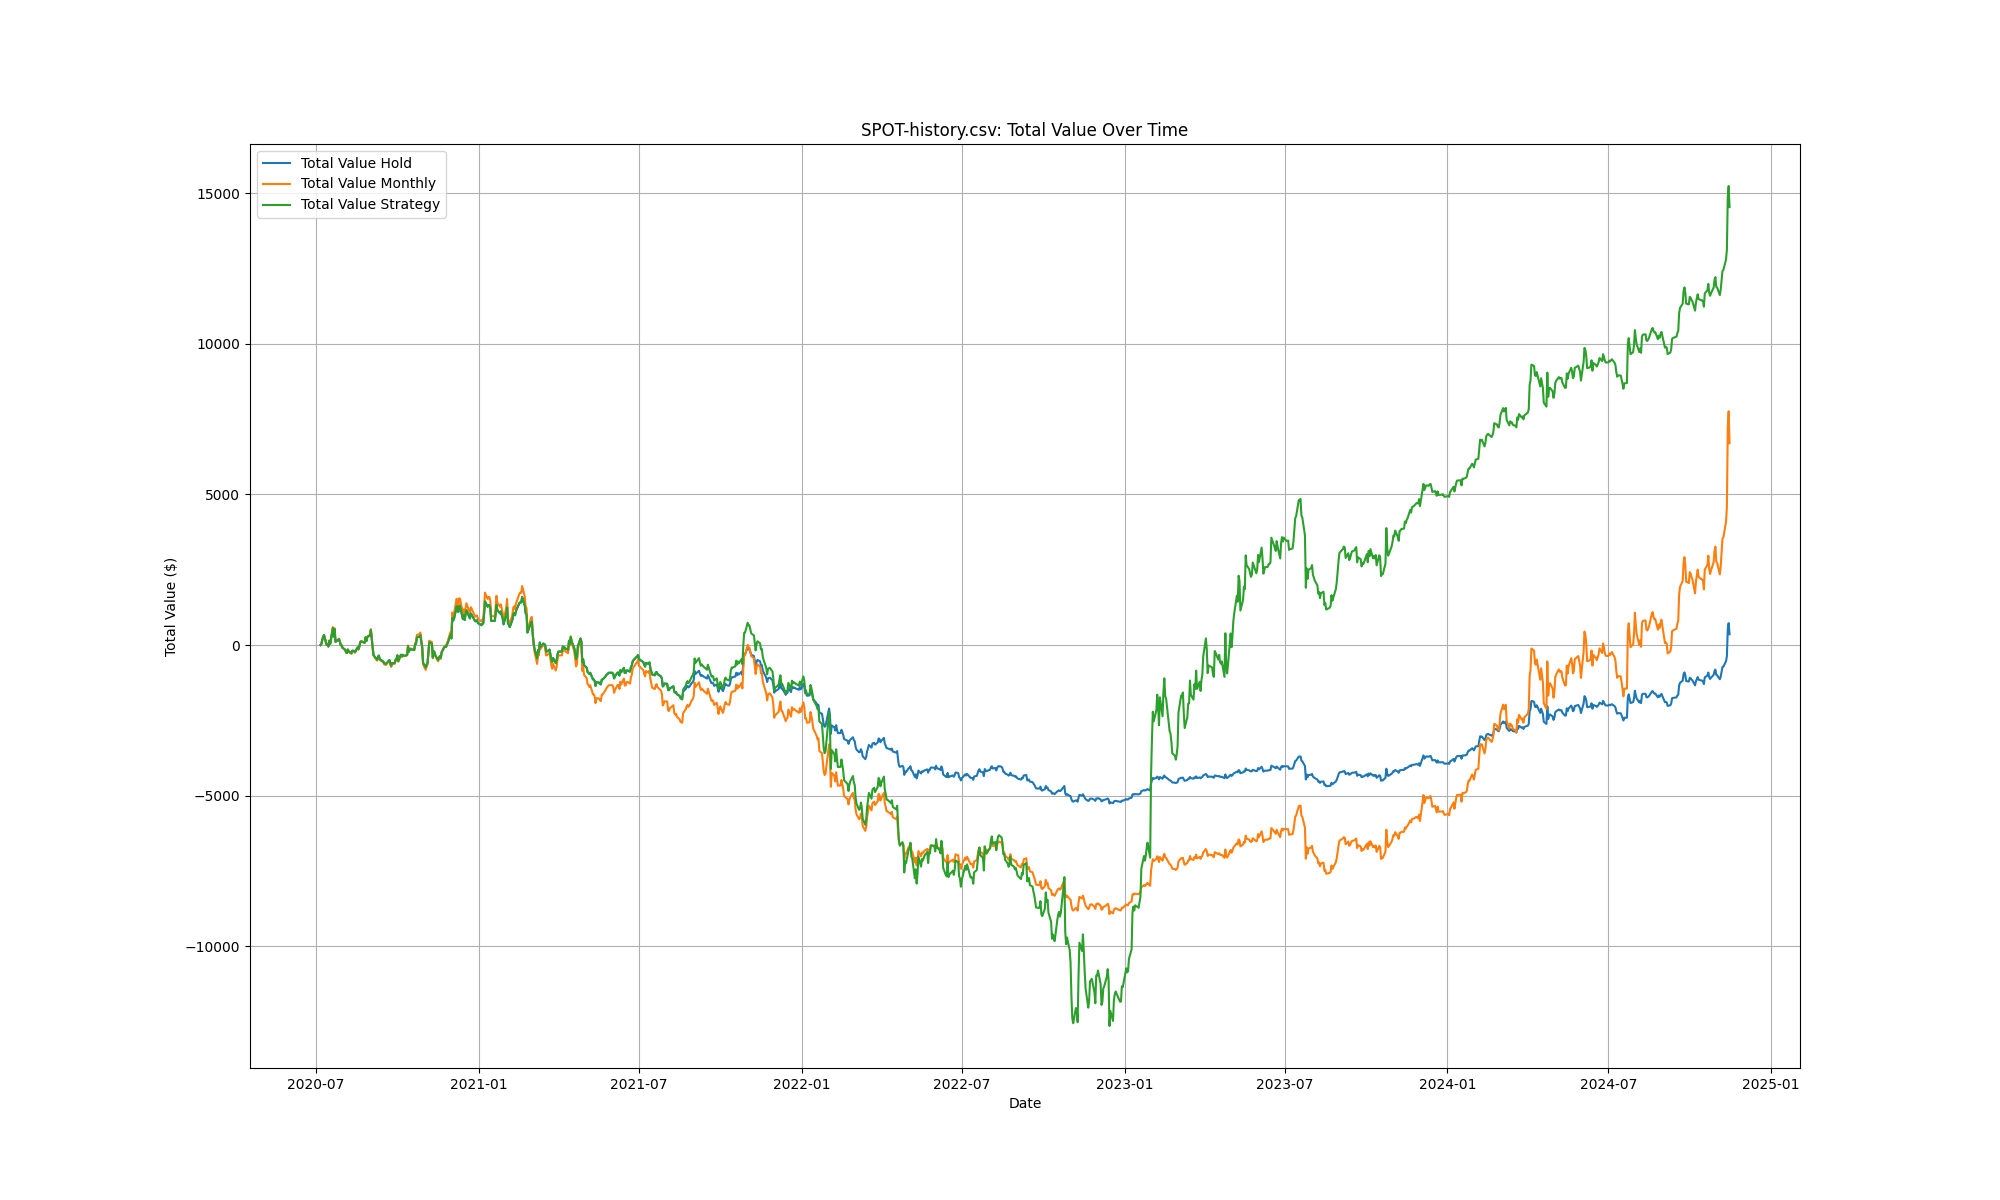 SPOT-history.csv: Total Value Over Time
Total Value Hold
Total Value Monthly
Total Value Strategy
Total Value ($)
15000
10000
5000
0
−5000
−10000
2020-07
2021-01
2021-07
2022-01
2022-07
2023-01
2023-07
2024-01
2024-07
2025-01
Date